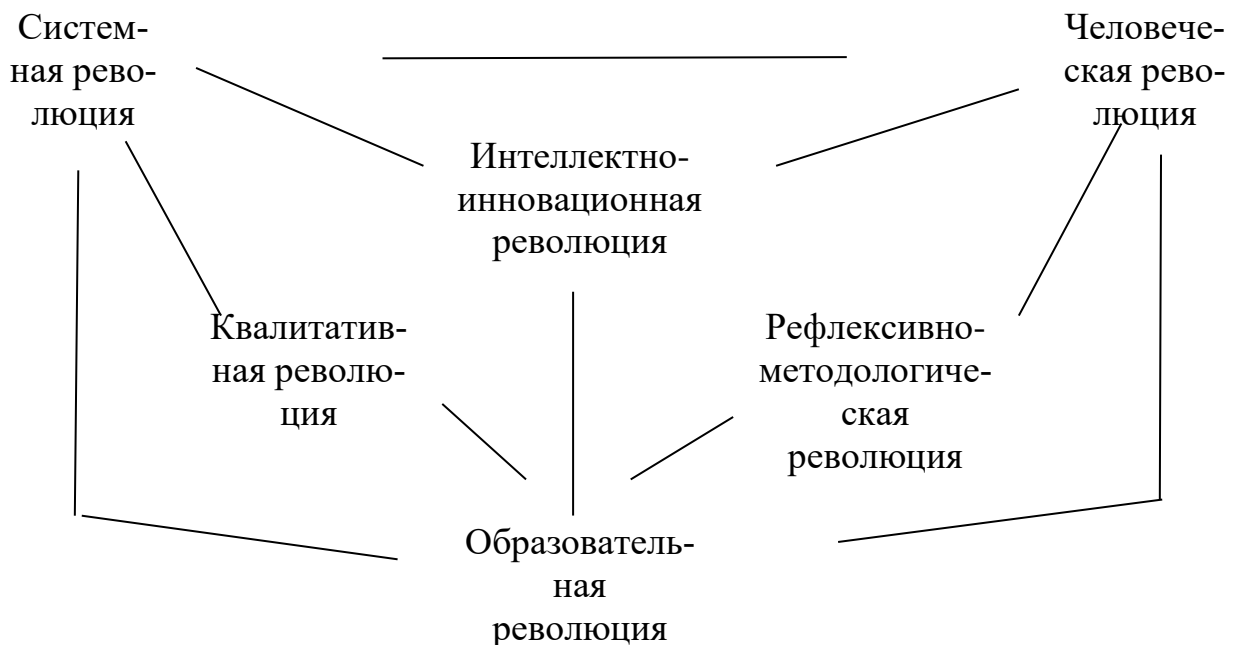 Систем-
ная рево-
люция
Человече-
ская рево-
люция
Интеллектно-
инновационная
революция
Квалитатив-
ная револю-
ция
Рефлексивно-
методологиче-
ская
революция
Образователь-
ная
революция